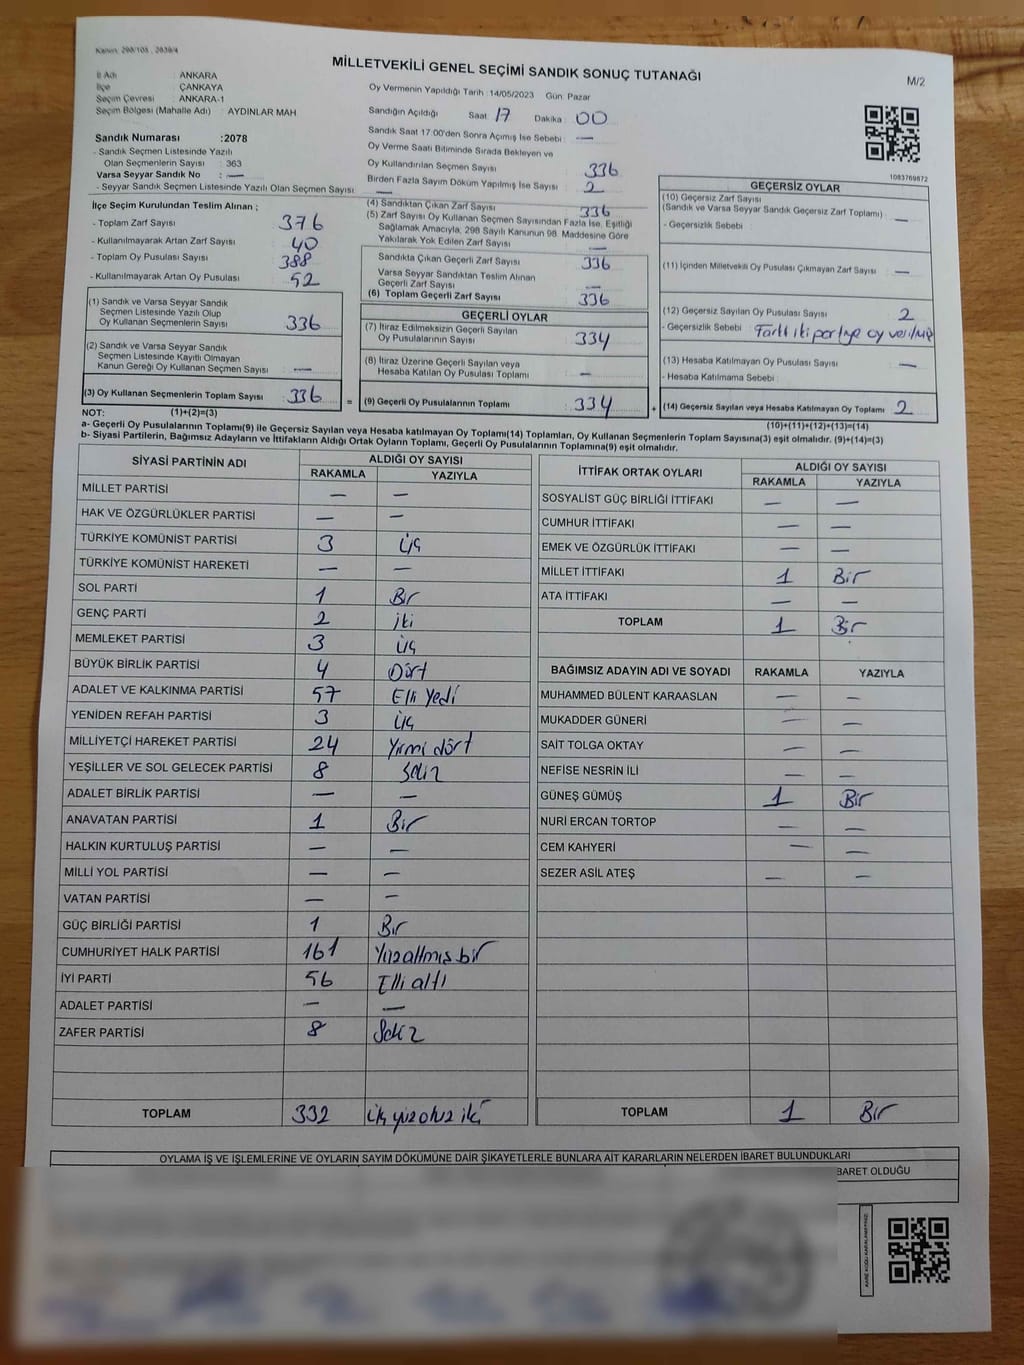 Kanun: 298/105 , 2839/4
MİLLETVEKİLİ GENEL SEÇİMİ SANDIK SONUÇ TUTANAĞI
M/2
İl Adı : ANKARA
İlçe : ÇANKAYA
Seçim Çevresi : ANKARA-1
Seçim Bölgesi (Mahalle Adı) : AYDINLAR MAH
Sandık Numarası :2078
- Sandık Seçmen Listesinde Yazılı
Olan Seçmenlerin Sayısı : 363
Varsa Seyyar Sandık No : —
- Seyyar Sandık Seçmen Listesinde Yazılı Olan Seçmen Sayısı : —
Oy Vermenin Yapıldığı Tarih :14/05/2023 Gün: Pazar
Sandığın Açıldığı Saat 17 Dakika 00
Sandık Saat 17:00'den Sonra Açımış İse Sebebi : —
Oy Verme Saati Bitiminde Sırada Bekleyen ve
Oy Kullandırılan Seçmen Sayısı : 336
Birden Fazla Sayım Döküm Yapılmış İse Sayısı : 2
1083769872
İlçe Seçim Kurulundan Teslim Alınan ;
- Toplam Zarf Sayısı : 376
- Kullanılmayarak Artan Zarf Sayısı : 40
- Toplam Oy Pusulası Sayısı : 388
- Kullanılmayarak Artan Oy Pusulası : 52
(1) Sandık ve Varsa Seyyar Sandık
Seçmen Listesinde Yazılı Olup
Oy Kullanan Seçmenlerin Sayısı : 336
(2) Sandık ve Varsa Seyyar Sandık
Seçmen Listesinde Kayıtlı Olmayan
Kanun Gereği Oy Kullanan Seçmen Sayısı : —
(3) Oy Kullanan Seçmenlerin Toplam Sayısı : 336
=
(4) Sandıktan Çıkan Zarf Sayısı : 336
(5) Zarf Sayısı Oy Kullanan Seçmen Sayısından Fazla İse, Eşitliği
Sağlamak Amacıyla, 298 Sayılı Kanunun 98. Maddesine Göre
Yakılarak Yok Edilen Zarf Sayısı : —
Sandıkta Çıkan Geçerli Zarf Sayısı : 336
Varsa Seyyar Sandıktan Teslim Alınan
Geçerli Zarf Sayısı : —
(6) Toplam Geçerli Zarf Sayısı : 336
GEÇERLİ OYLAR
(7) İtiraz Edilmeksizin Geçerli Sayılan
Oy Pusulalarının Sayısı : 334
(8) İtiraz Üzerine Geçerli Sayılan veya
Hesaba Katılan Oy Pusulası Toplamı : —
(9) Geçerli Oy Pusulalarının Toplamı : 334
+
GEÇERSİZ OYLAR
(10) Geçersiz Zarf Sayısı
(Sandık ve Varsa Seyyar Sandık Geçersiz Zarf Toplamı) : —
- Geçersizlik Sebebi :
(11) İçinden Milletvekili Oy Pusulası Çıkmayan Zarf Sayısı : —
(12) Geçersiz Sayılan Oy Pusulası Sayısı : 2
- Geçersizlik Sebebi : Farklı iki partiye oy verilmiş
(13) Hesaba Katılmayan Oy Pusulası Sayısı : —
- Hesaba Katılmama Sebebi :
(14) Geçersiz Sayılan veya Hesaba Katılmayan Oy Toplamı : 2
NOT: (1)+(2)=(3)
(10)+(11)+(12)+(13)=(14)
a- Geçerli Oy Pusulaları Toplamı(9) ile Geçersiz Sayılan veya Hesaba Katılmayan Oy Toplamı(14) Toplamları, Oy Kullanan Seçmenlerin Toplam Sayısına(3) eşit olmalıdır. (9)+(14)=(3)
b- Siyasi Partilerin, Bağımsız Adayların ve İttifakların Aldığı Ortak Oyların Toplamı, Geçerli Oy Pusulalarının Toplamına(9) eşit olmalıdır.
SİYASİ PARTİNİN ADI ALDIĞI OY SAYISI
RAKAMLA YAZIYLA
MİLLET PARTİSİ — —
HAK VE ÖZGÜRLÜKLER PARTİSİ — —
TÜRKİYE KOMÜNİST PARTİSİ 3 üç
TÜRKİYE KOMÜNİST HAREKETİ — —
SOL PARTİ 1 Bir
GENÇ PARTİ 2 iki
MEMLEKET PARTİSİ 3 üç
BÜYÜK BİRLİK PARTİSİ 4 Dört
ADALET VE KALKINMA PARTİSİ 57 Elli Yedi
YENİDEN REFAH PARTİSİ 3 üç
MİLLİYETÇİ HAREKET PARTİSİ 24 Yirmi dört
YEŞİLLER VE SOL GELECEK PARTİSİ 8 Sekiz
ADALET BİRLİK PARTİSİ — —
ANAVATAN PARTİSİ 1 Bir
HALKIN KURTULUŞ PARTİSİ — —
MİLLİ YOL PARTİSİ — —
VATAN PARTİSİ — —
GÜÇ BİRLİĞİ PARTİSİ 1 Bir
CUMHURİYET HALK PARTİSİ 161 Yüzaltmış bir
İYİ PARTİ 56 Elli altı
ADALET PARTİSİ — —
ZAFER PARTİSİ 8 Sekiz
TOPLAM 332 üç yüz otuz iki
İTTİFAK ORTAK OYLARI ALDIĞI OY SAYISI
RAKAMLA YAZIYLA
SOSYALİST GÜÇ BİRLİĞİ İTTİFAKI — —
CUMHUR İTTİFAKI — —
EMEK VE ÖZGÜRLÜK İTTİFAKI — —
MİLLET İTTİFAKI 1 Bir
ATA İTTİFAKI — —
TOPLAM 1 Bir
BAĞIMSIZ ADAYIN ADI VE SOYADI RAKAMLA YAZIYLA
MUHAMMED BÜLENT KARAASLAN — —
MUKADDER GÜNERİ — —
SAİT TOLGA OKTAY — —
NEFİSE NESRİN İLİ — —
GÜNEŞ GÜMÜŞ 1 Bir
NURİ ERCAN TORTOP — —
CEM KAHYERİ — —
SEZER ASİL ATEŞ — —
TOPLAM 1 Bir
OYLAMA İŞ VE İŞLEMLERİNE VE OYLARIN SAYIM DÖKÜMÜNE DAİR ŞİKAYETLERLE BUNLARA AİT KARARLARIN NELERDEN İBARET BULUNDUKLARI
BARET OLDUĞU